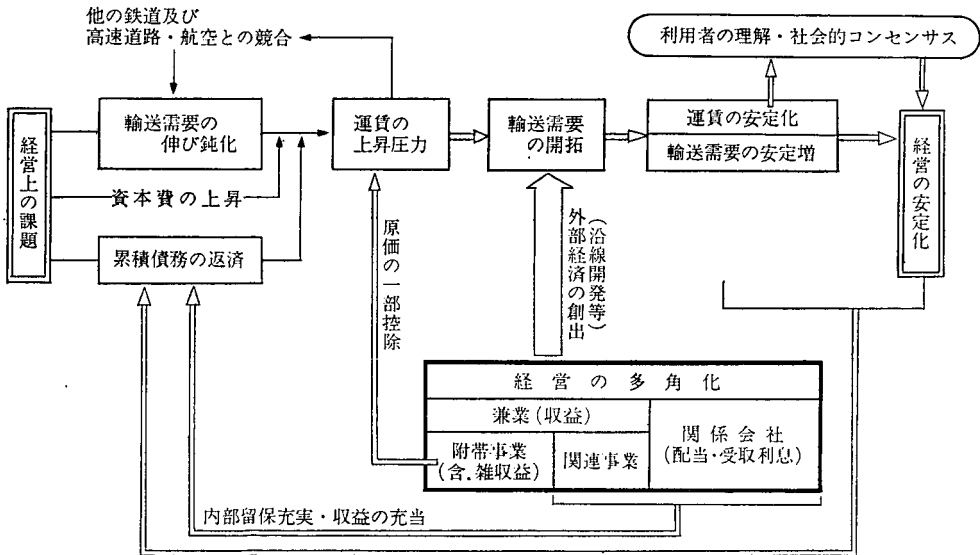 他の鉄道及び
高速道路・航空との競合
利用者の理解・社会的コンセンサス
経営上の課題
輸送需要の
伸び鈍化
資本費の上昇
累積債務の返済
運賃の
上昇圧力
輸送需要
の開拓
運賃の安定化
輸送需要の安定増
経営の安定化
原価の一部控除
(沿線開発等)
外部経済の創出
経営の多角化
兼業(収益)
附帯事業
(含.雑収益)
関連事業
関係会社
(配当・受取利息)
内部留保充実・収益の充当